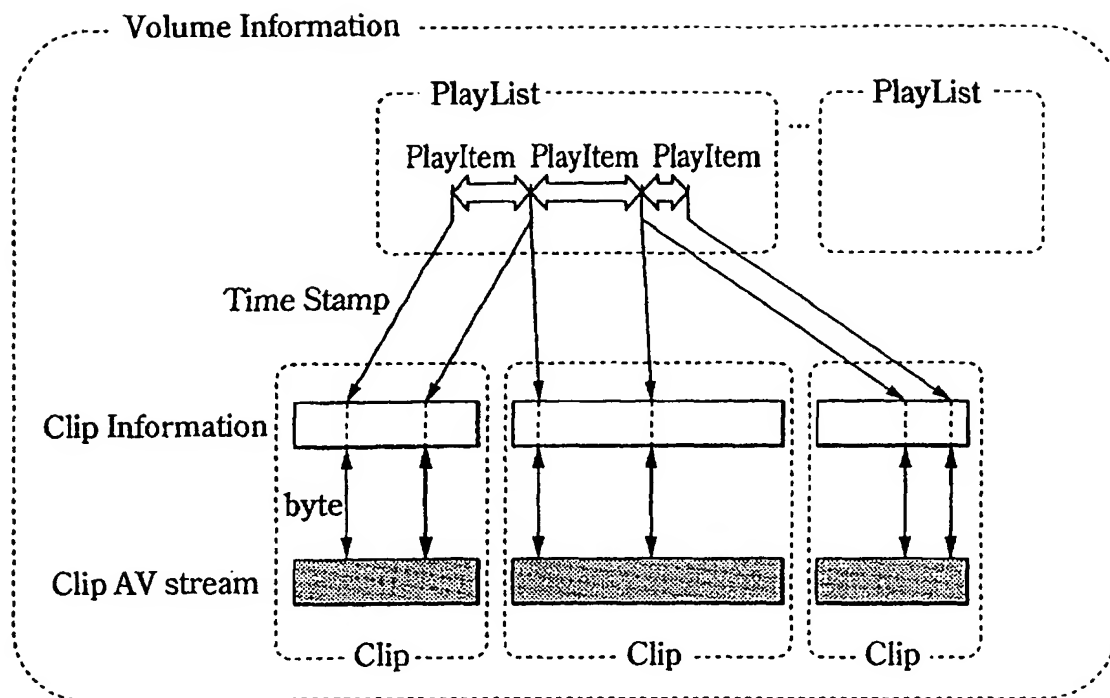 Volume Information
PlayList
...
PlayList
PlayItem PlayItem PlayItem
Time Stamp
Clip Information
byte
Clip AV stream
Clip
Clip
Clip